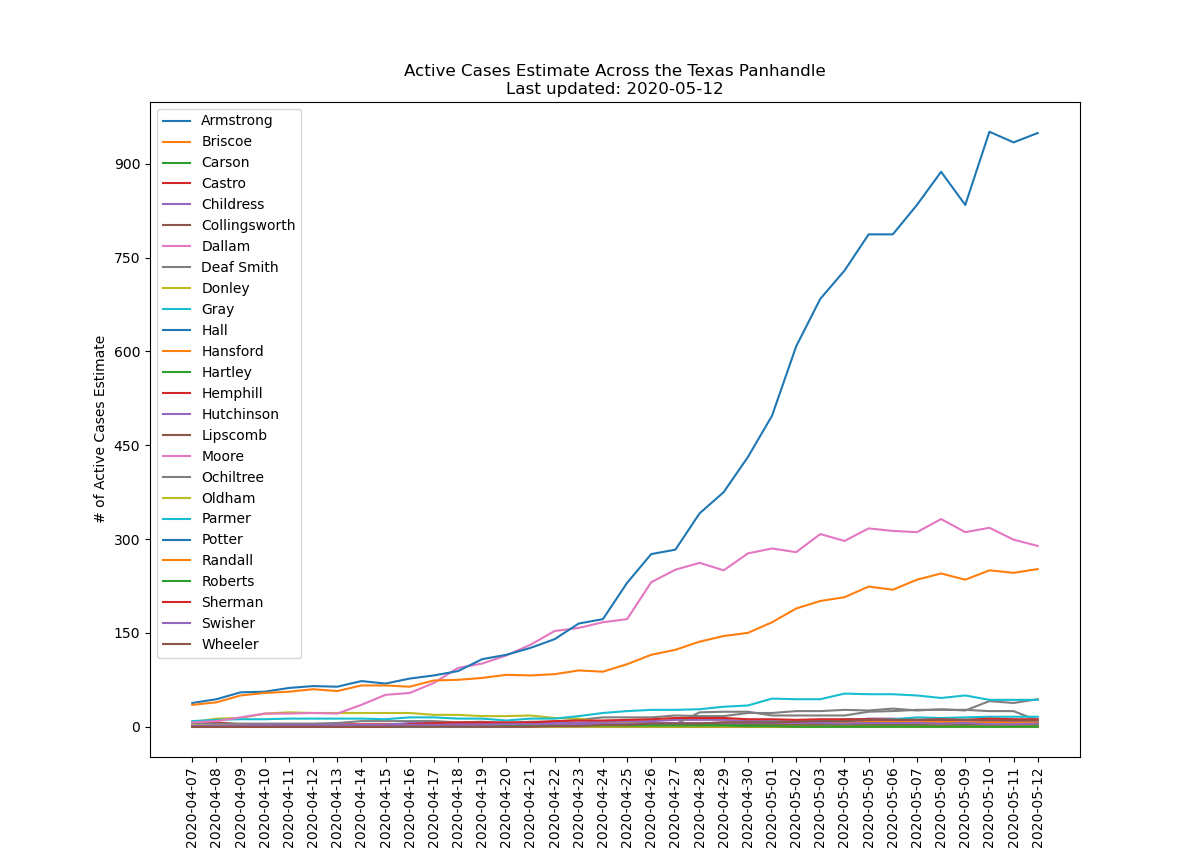 Active Cases Estimate Across the Texas Panhandle
Last updated: 2020-05-12
Armstrong
Briscoe
Carson
Castro
Childress
Collingsworth
Dallam
Deaf Smith
Donley
Gray
Hall
Hansford
Hartley
Hemphill
Hutchinson
Lipscomb
Moore
Ochiltree
Oldham
Parmer
Potter
Randall
Roberts
Sherman
Swisher
Wheeler
# of Active Cases Estimate
900
750
600
450
300
150
0
2020-04-07
2020-04-08
2020-04-09
2020-04-10
2020-04-11
2020-04-12
2020-04-13
2020-04-14
2020-04-15
2020-04-16
2020-04-17
2020-04-18
2020-04-19
2020-04-20
2020-04-21
2020-04-22
2020-04-23
2020-04-24
2020-04-25
2020-04-26
2020-04-27
2020-04-28
2020-04-29
2020-04-30
2020-05-01
2020-05-02
2020-05-03
2020-05-04
2020-05-05
2020-05-06
2020-05-07
2020-05-08
2020-05-09
2020-05-10
2020-05-11
2020-05-12